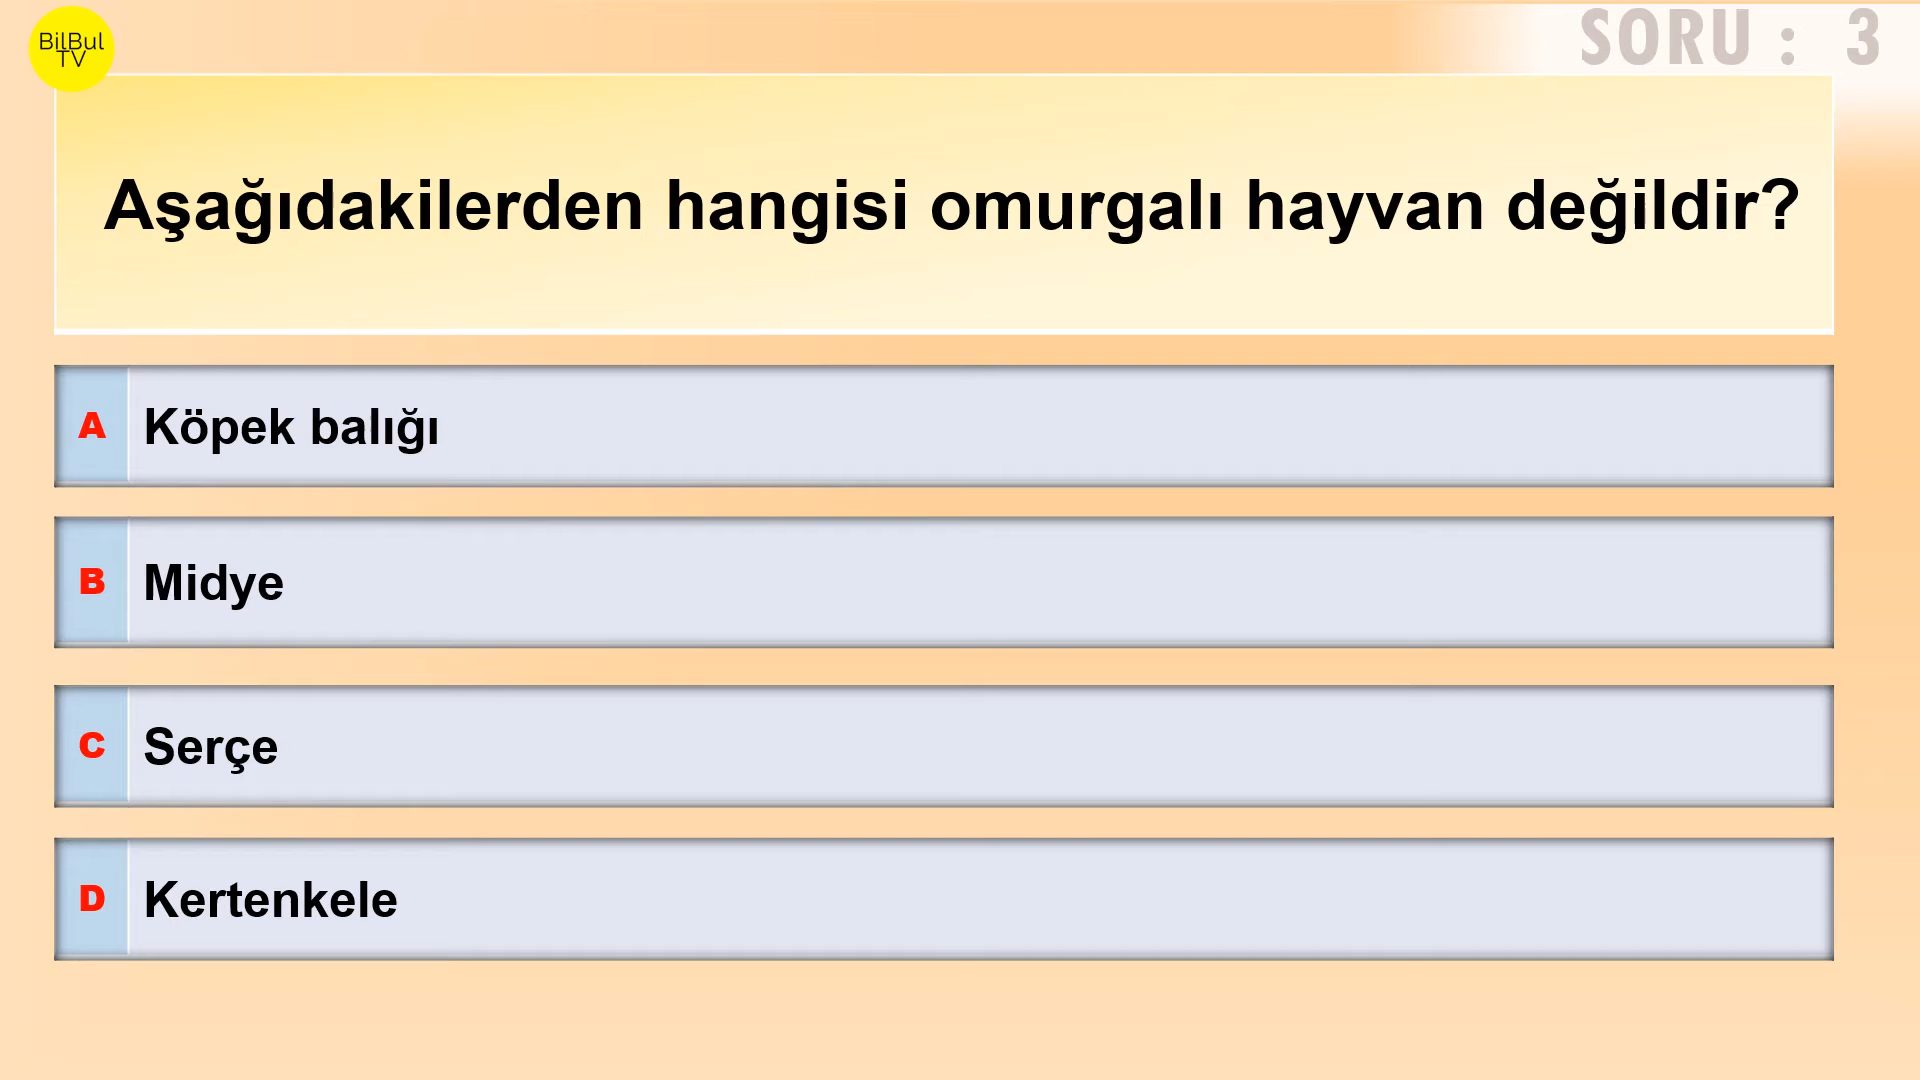 BilBul
TV
SORU : 3
Aşağıdakilerden hangisi omurgalı hayvan değildir?
A Köpek balığı
B Midye
C Serçe
D Kertenkele